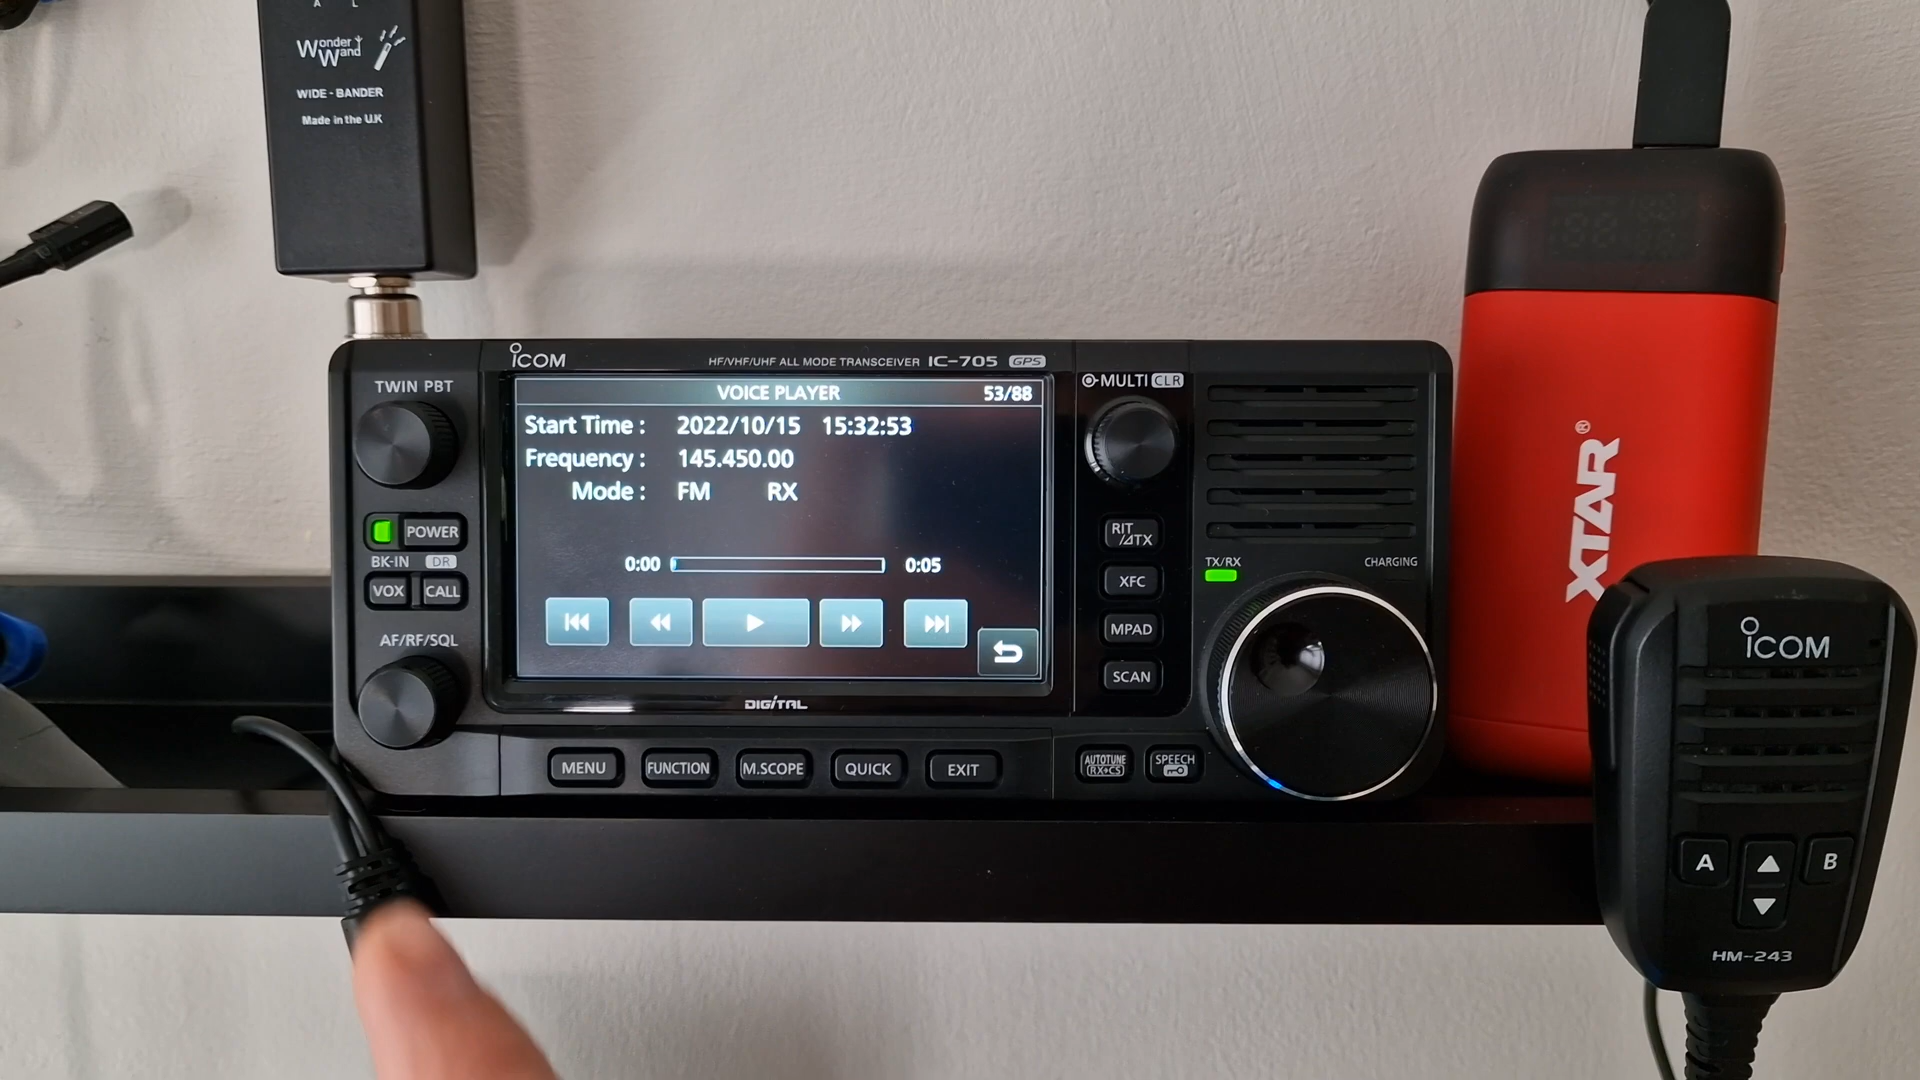 A L
Wonder
Wand
WIDE - BANDER
Made in the U.K
ICOM
HF/VHF/UHF ALL MODE TRANSCEIVER IC-705 GPS
TWIN PBT
VOICE PLAYER 53/88
Start Time : 2022/10/15 15:32:53
Frequency : 145.450.00
Mode : FM RX
0:00 0:05
POWER
BK-IN DR
VOX CALL
AF/RF/SQL
DIGITAL
MENU FUNCTION M.SCOPE QUICK EXIT
MULTI CLR
RIT
/⊿TX
XFC
MPAD
SCAN
TX/RX CHARGING
AUTOTUNE
RX→CS
SPEECH
XTAR®
ICOM
A B
HM-243